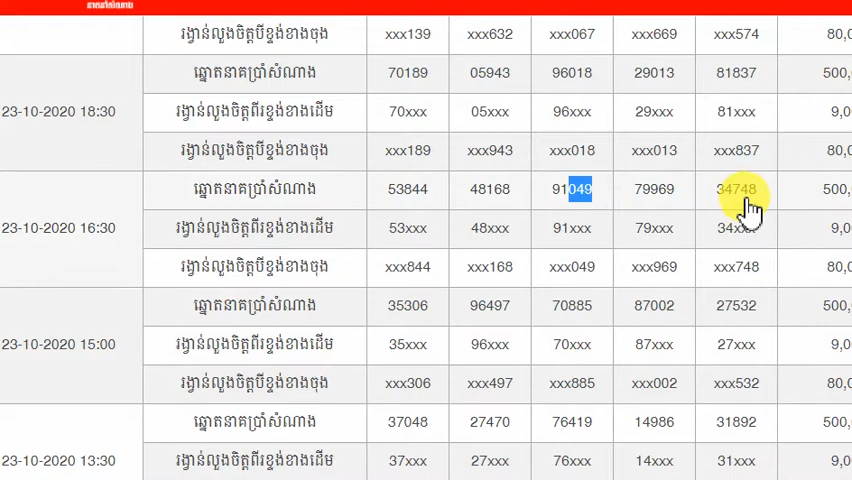 រង្វាន់លួងចិត្តបីខ្ទង់ខាងចុង xxx139 xxx632 xxx067 xxx669 xxx574 80,0
23-10-2020 18:30
ឆ្នោតនាគប្រាំសំណាង 70189 05943 96018 29013 81837 500,
រង្វាន់លួងចិត្តពីរខ្ទង់ខាងដើម 70xxx 05xxx 96xxx 29xxx 81xxx 9,0
រង្វាន់លួងចិត្តបីខ្ទង់ខាងចុង xxx189 xxx943 xxx018 xxx013 xxx837 80,0
23-10-2020 16:30
ឆ្នោតនាគប្រាំសំណាង 53844 48168 91049 79969 34748 500,
រង្វាន់លួងចិត្តពីរខ្ទង់ខាងដើម 53xxx 48xxx 91xxx 79xxx 34xxx 9,00
រង្វាន់លួងចិត្តបីខ្ទង់ខាងចុង xxx844 xxx168 xxx049 xxx969 xxx748 80,0
23-10-2020 15:00
ឆ្នោតនាគប្រាំសំណាង 35306 96497 70885 87002 27532 500,
រង្វាន់លួងចិត្តពីរខ្ទង់ខាងដើម 35xxx 96xxx 70xxx 87xxx 27xxx 9,00
រង្វាន់លួងចិត្តបីខ្ទង់ខាងចុង xxx306 xxx497 xxx885 xxx002 xxx532 80,0
23-10-2020 13:30
ឆ្នោតនាគប្រាំសំណាង 37048 27470 76419 14986 31892 500,
រង្វាន់លួងចិត្តពីរខ្ទង់ខាងដើម 37xxx 27xxx 76xxx 14xxx 31xxx 9,00